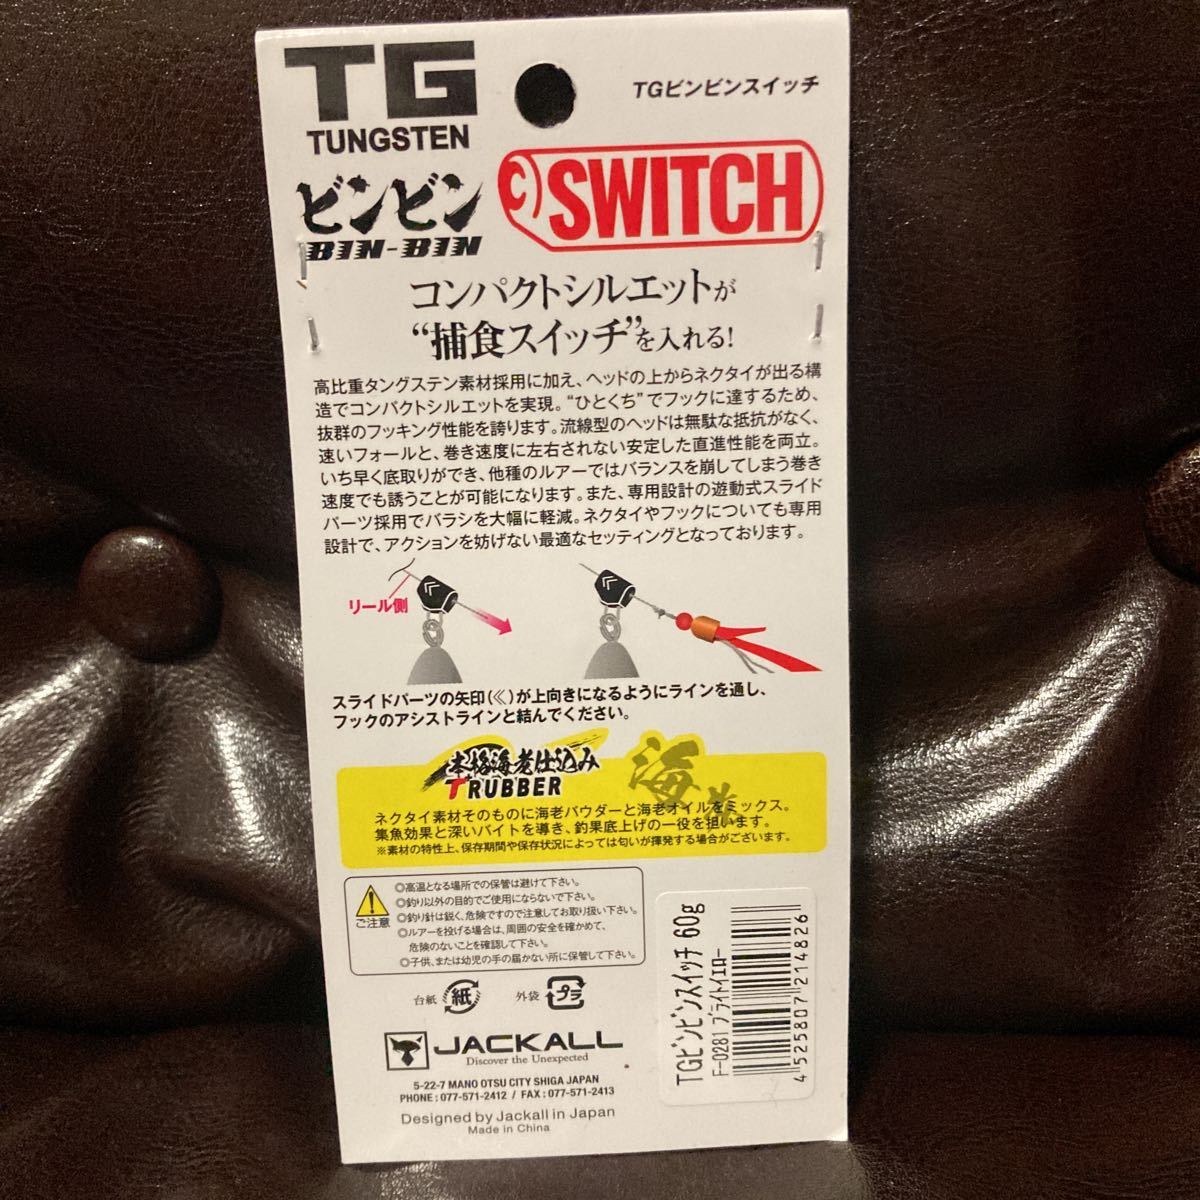 TG
TUNGSTEN
TGビンビンスイッチ
ビンビン
BIN-BIN
SWITCH
コンパクトシルエットが
“捕食スイッチ”を入れる!
高比重タングステン素材採用に加え、ヘッドの上からネクタイが出る構
造でコンパクトシルエットを実現。“ひとくち”でフックに達するため、
抜群のフッキング性能を誇ります。流線型のヘッドは無駄な抵抗がなく、
速いフォールと、巻き速度に左右されない安定した直進性能を両立。
いち早く底取りができ、他種のルアーではバランスを崩してしまう巻き
速度でも誘うことが可能になります。また、専用設計の遊動式スライド
パーツ採用でバラシを大幅に軽減。ネクタイやフックについても専用
設計で、アクションを妨げない最適なセッティングとなっております。
リール側
スライドパーツの矢印(《)が上向きになるようにラインを通し、
フックのアシストラインと結んでください。
本格海老仕込み
T RUBBER
海老
ネクタイ素材そのものに海老パウダーと海老オイルをミックス。
集魚効果と深いバイトを導き、釣果底上げの一役を担います。
※素材の特性上、保存期間や保存状況によっては匂いが揮発する場合がございます。
ご注意
◎高温となる場所での保管は避けて下さい。
◎釣り以外の目的でご使用にならないで下さい。
◎釣り針は鋭く、危険ですので注意してお取り扱い下さい。
◎ルアーを投げる場合は、周囲の安全を確かめて、
危険のないことを確認して下さい。
◎子供、または幼児の手の届かない所に保管して下さい。
台紙 紙 外袋 プラ
JACKALL
Discover the Unexpected
5-22-7 MANO OTSU CITY SHIGA JAPAN
PHONE : 077-571-2412 / FAX : 077-571-2413
Designed by Jackall in Japan
Made in China
TGビンビンスイッチ 60g
F-0281 ブライトイエロー
4 525807 214826